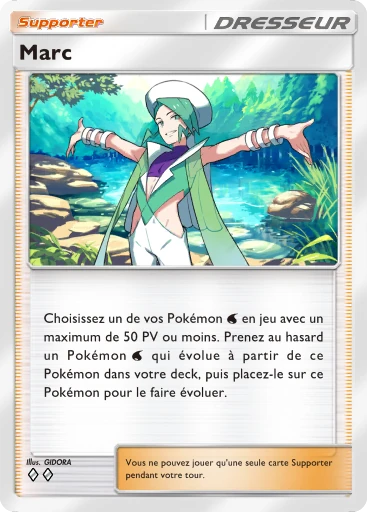 Supporter
DRESSEUR
Marc
Choisissez un de vos Pokémon en jeu avec un
maximum de 50 PV ou moins. Prenez au hasard
un Pokémon qui évolue à partir de ce
Pokémon dans votre deck, puis placez-le sur ce
Pokémon pour le faire évoluer.
Illus. GIDORA
Vous ne pouvez jouer qu'une seule carte Supporter
pendant votre tour.